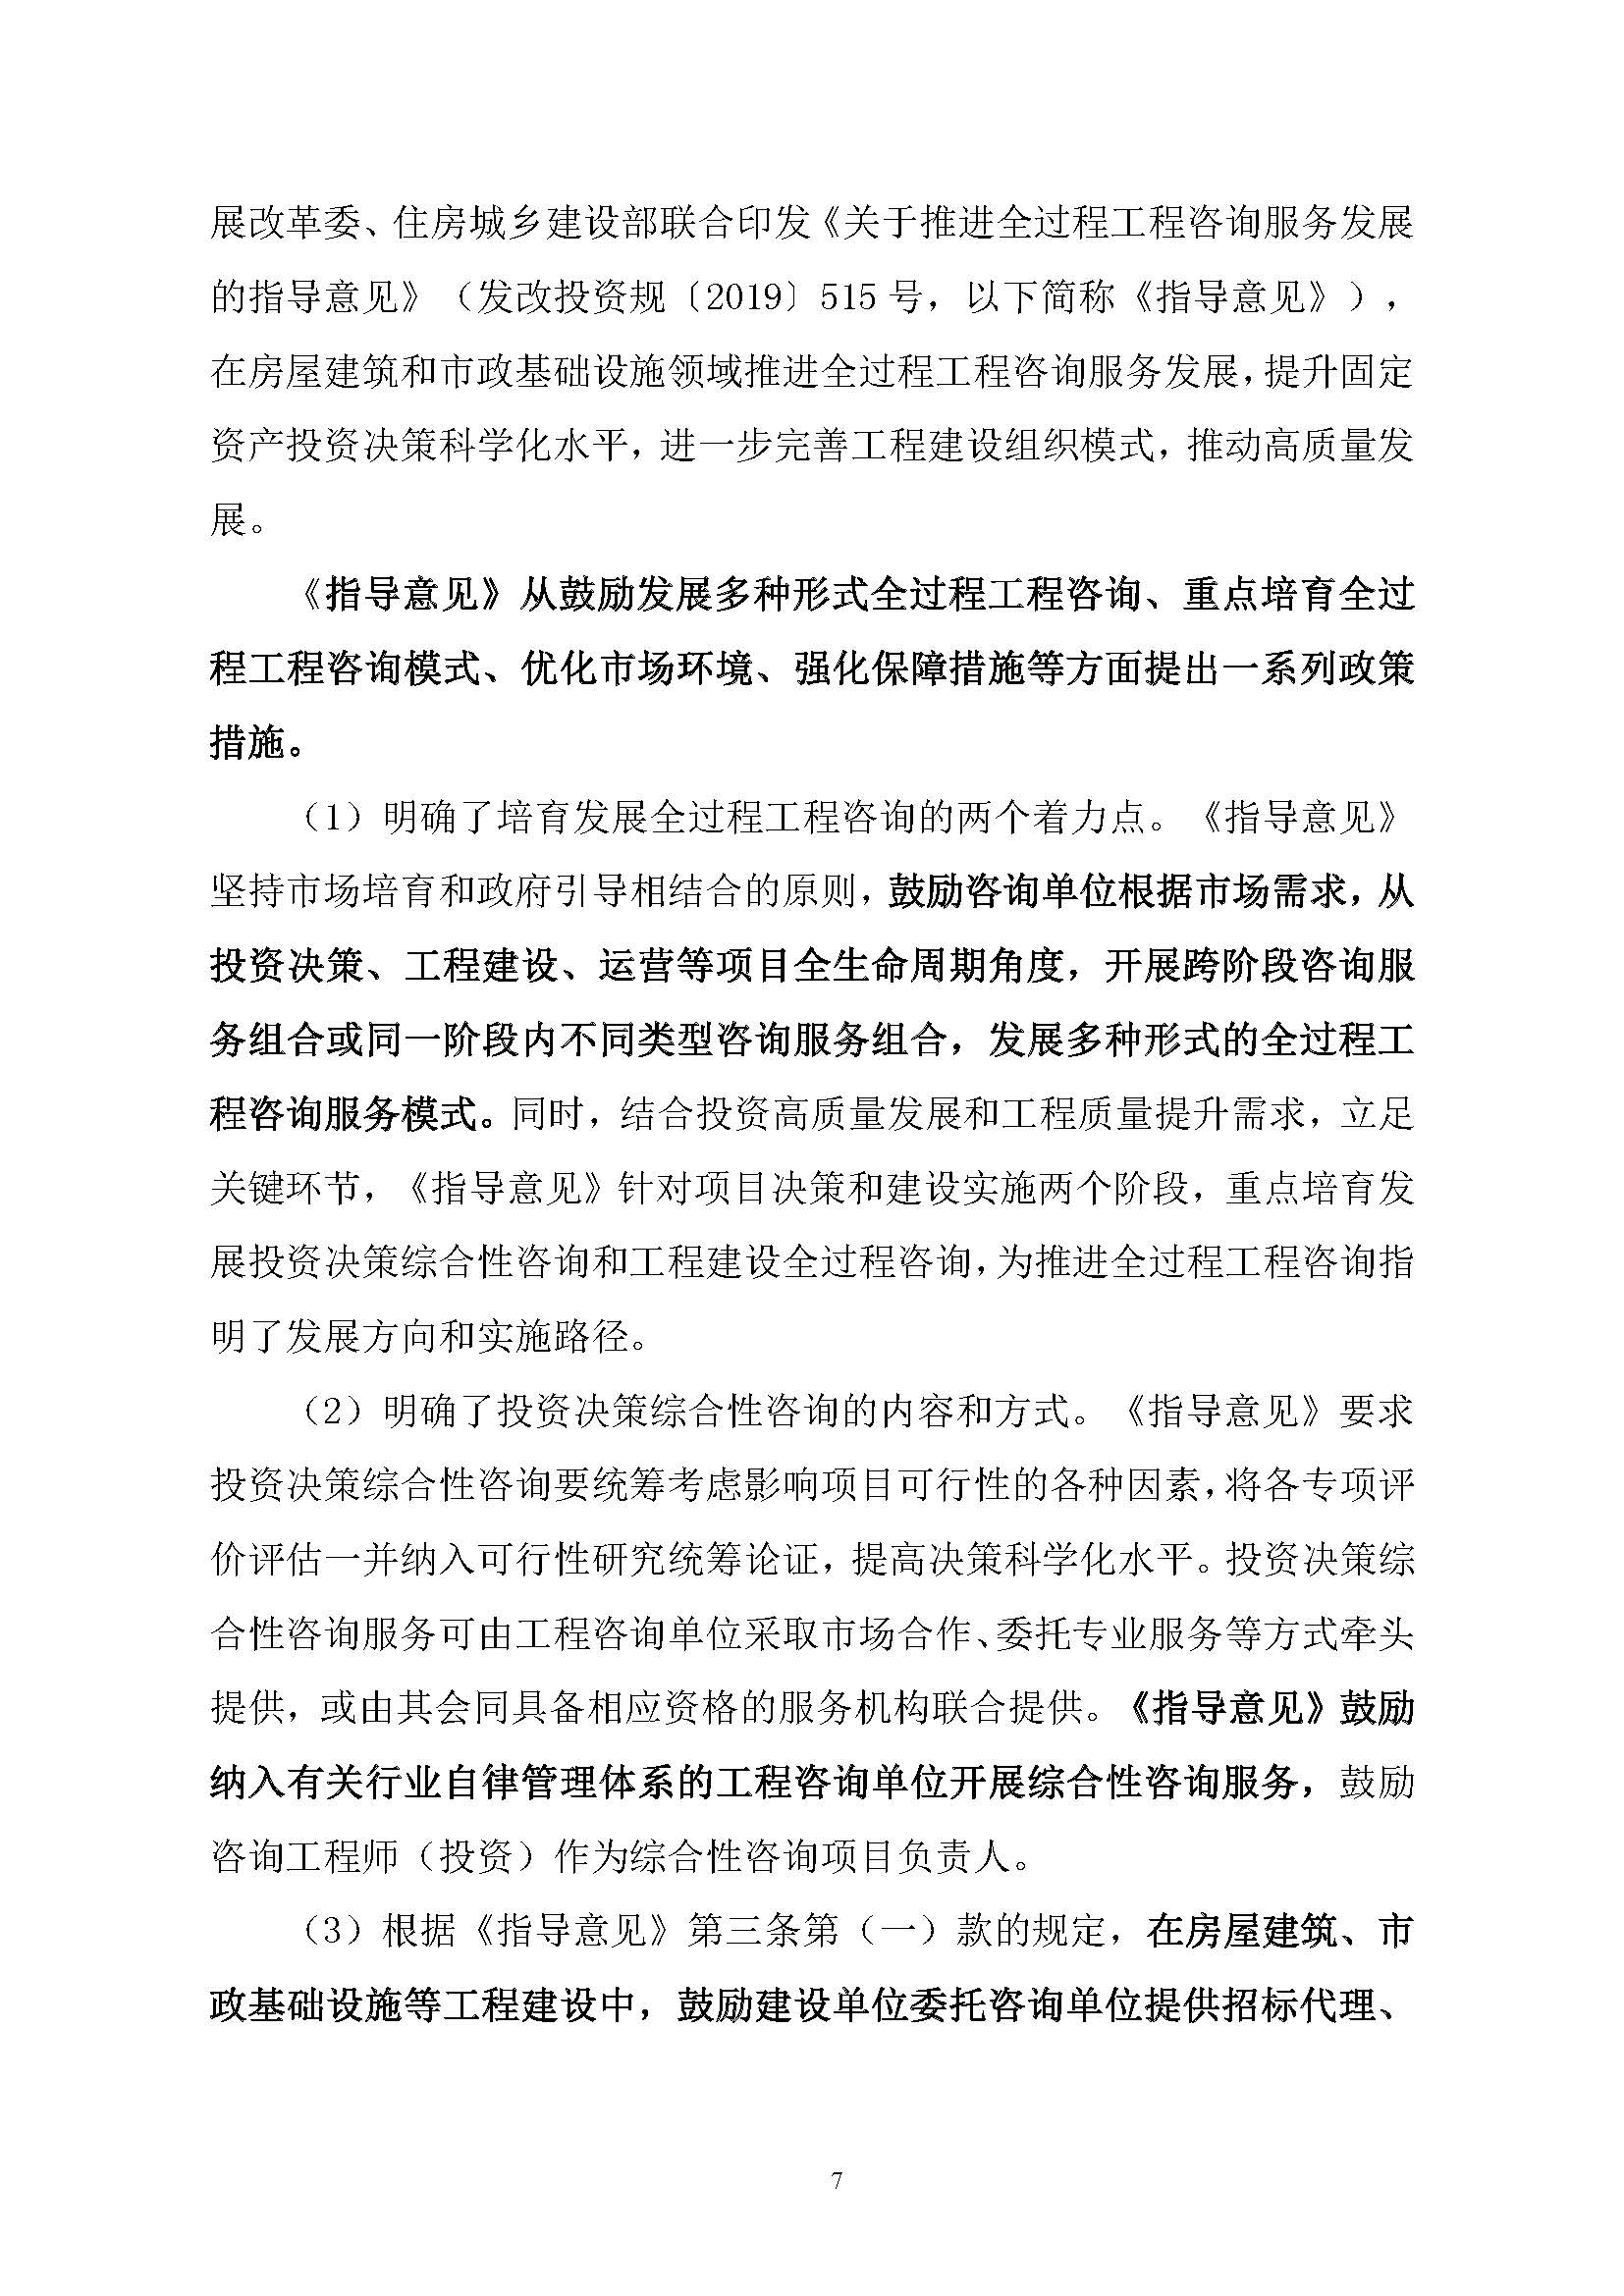 展改革委、住房城乡建设部联合印发《关于推进全过程工程咨询服务发展
的指导意见》（发改投资规〔2019〕515 号，以下简称《指导意见》），
在房屋建筑和市政基础设施领域推进全过程工程咨询服务发展，提升固定
资产投资决策科学化水平，进一步完善工程建设组织模式，推动高质量发
展。
《指导意见》从鼓励发展多种形式全过程工程咨询、重点培育全过
程工程咨询模式、优化市场环境、强化保障措施等方面提出一系列政策
措施。
（1）明确了培育发展全过程工程咨询的两个着力点。《指导意见》
坚持市场培育和政府引导相结合的原则，鼓励咨询单位根据市场需求，从
投资决策、工程建设、运营等项目全生命周期角度，开展跨阶段咨询服
务组合或同一阶段内不同类型咨询服务组合，发展多种形式的全过程工
程咨询服务模式。同时，结合投资高质量发展和工程质量提升需求，立足
关键环节，《指导意见》针对项目决策和建设实施两个阶段，重点培育发
展投资决策综合性咨询和工程建设全过程咨询，为推进全过程工程咨询指
明了发展方向和实施路径。
（2）明确了投资决策综合性咨询的内容和方式。《指导意见》要求
投资决策综合性咨询要统筹考虑影响项目可行性的各种因素，将各专项评
价评估一并纳入可行性研究统筹论证，提高决策科学化水平。投资决策综
合性咨询服务可由工程咨询单位采取市场合作、委托专业服务等方式牵头
提供，或由其会同具备相应资格的服务机构联合提供。《指导意见》鼓励
纳入有关行业自律管理体系的工程咨询单位开展综合性咨询服务，鼓励
咨询工程师（投资）作为综合性咨询项目负责人。
（3）根据《指导意见》第三条第（一）款的规定，在房屋建筑、市
政基础设施等工程建设中，鼓励建设单位委托咨询单位提供招标代理、
7